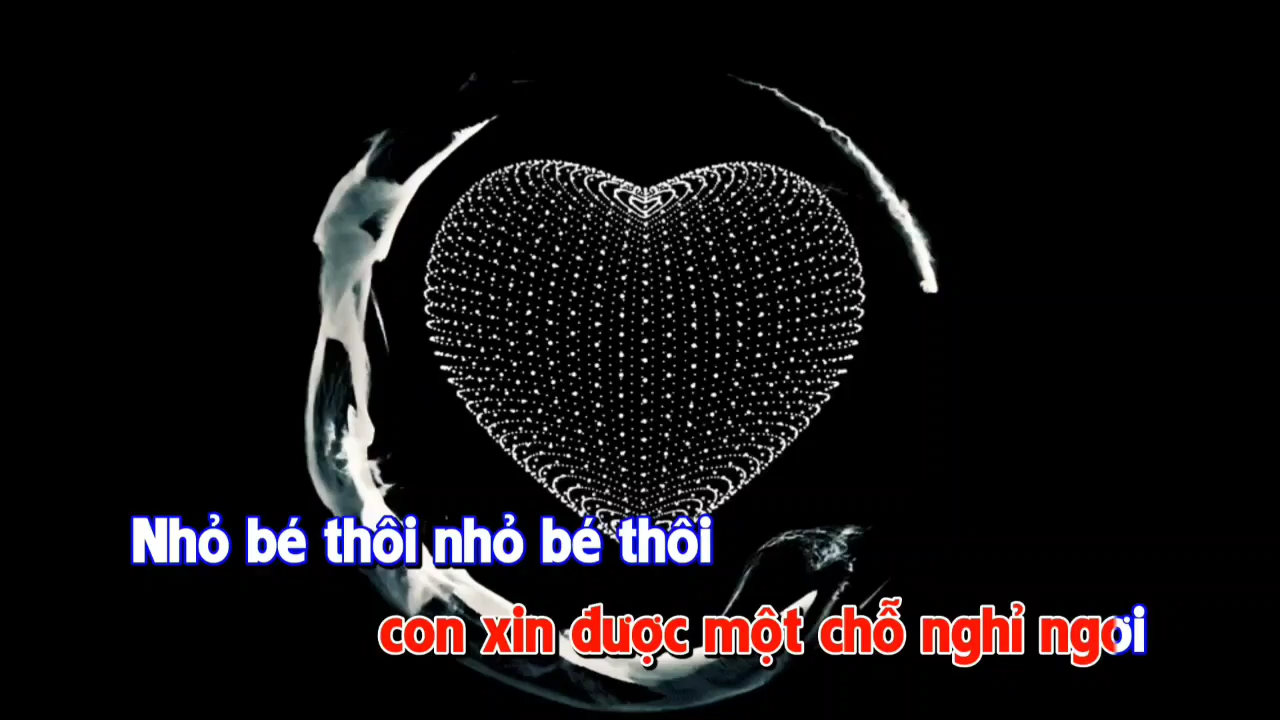 Nhỏ bé thôi nhỏ bé thôi
con xin được một chỗ nghỉ ngơi